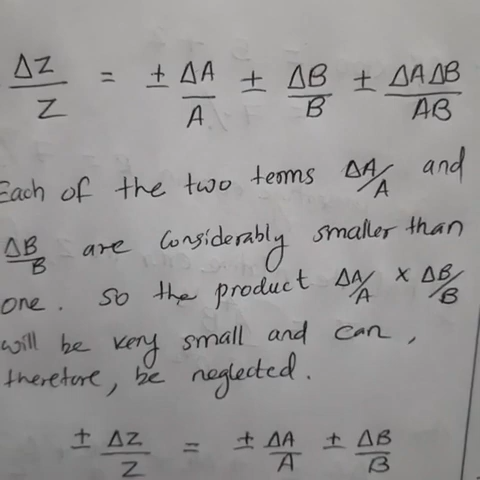 ΔZ/Z = ± ΔA/A ± ΔB/B ± ΔAΔB/AB
Each of the two terms ΔA/A and
ΔB/B are considerably smaller than
one. So the product ΔA/A × ΔB/B
will be very small and can,
therefore, be neglected.
± ΔZ/Z = ± ΔA/A ± ΔB/B